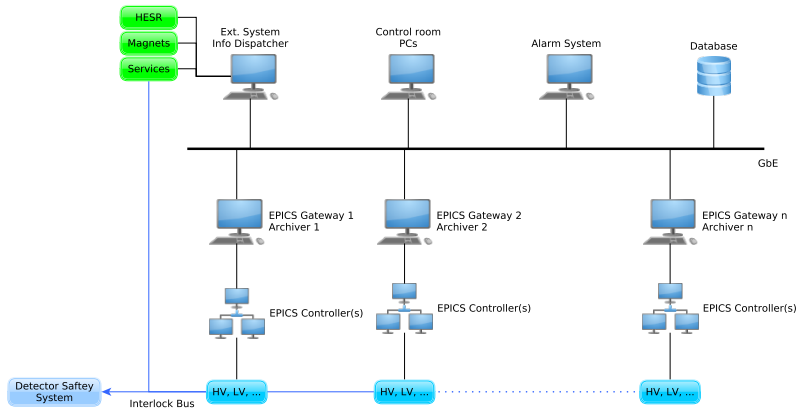 HESR
Magnets
Services
Ext. System
Info Dispatcher
Control room
PCs
Alarm System
Database
GbE
EPICS Gateway 1
Archiver 1
EPICS Gateway 2
Archiver 2
EPICS Gateway n
Archiver n
EPICS Controller(s)
EPICS Controller(s)
EPICS Controller(s)
Detector Saftey
System
Interlock Bus
HV, LV, ...
HV, LV, ...
HV, LV, ...